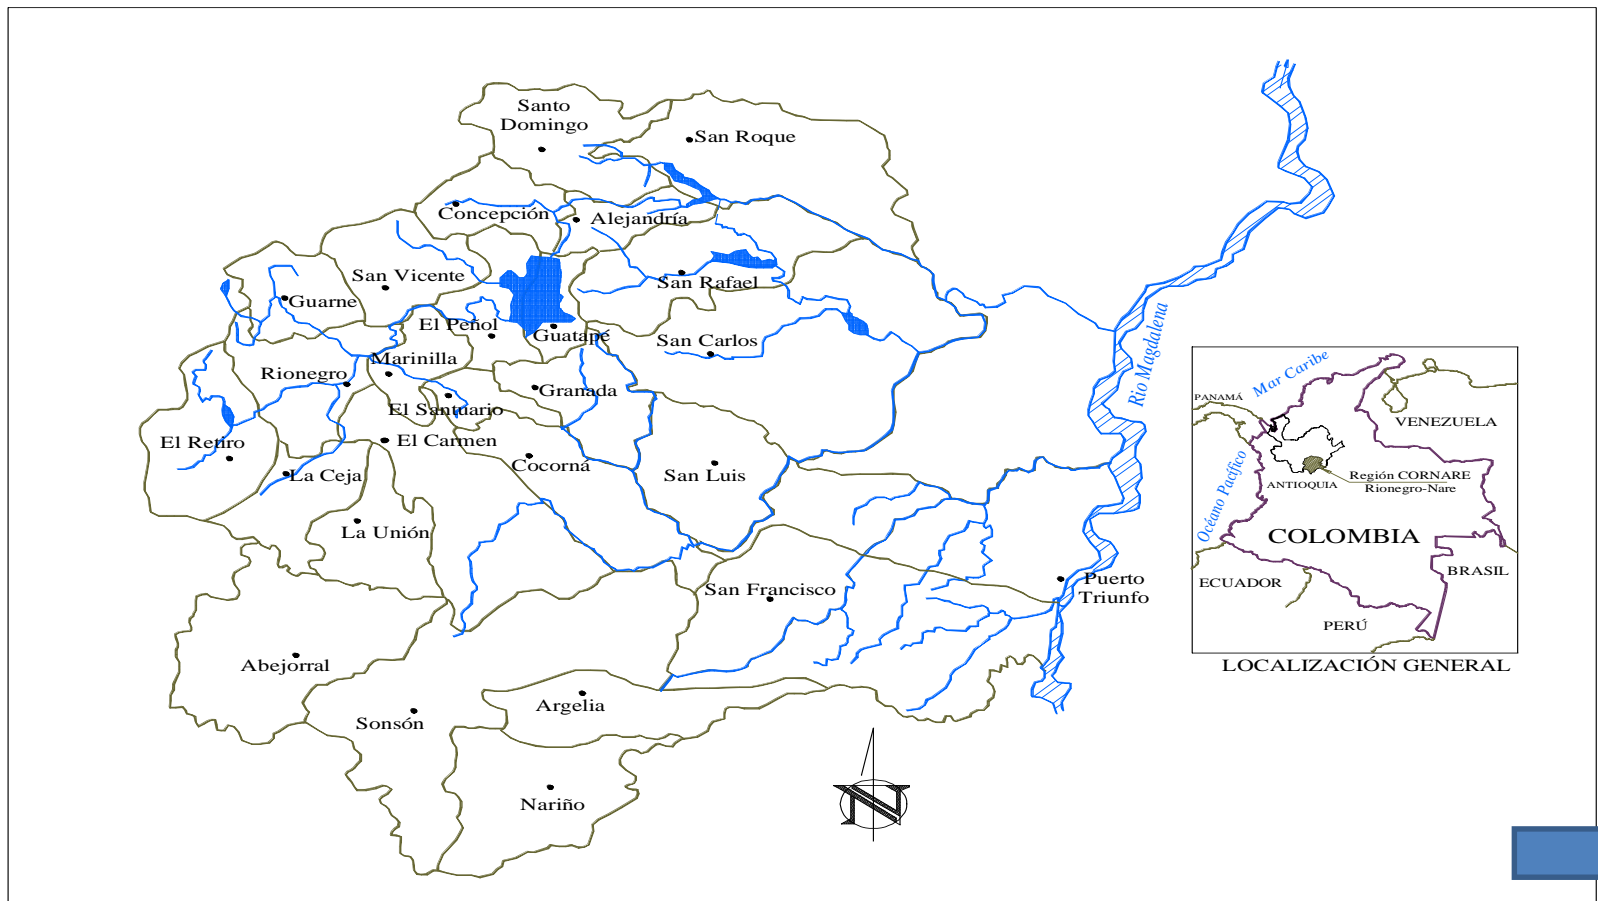 Santo
Domingo
San Roque
Concepción
Alejandría
San Vicente
San Rafael
Guarne
El Peñol
Guatapé
San Carlos
Marinilla
Rionegro
Granada
El Santuario
El Retiro
El Carmen
La Ceja
Cocorná
San Luis
La Unión
San Francisco
Puerto
Triunfo
Abejorral
Argelia
Sonsón
Nariño
Rio Magdalena
N
Mar Caribe
PANAMÁ
VENEZUELA
Océano Pacífico
Región CORNARE
Rionegro-Nare
ANTIOQUIA
COLOMBIA
BRASIL
ECUADOR
PERÚ
LOCALIZACIÓN GENERAL